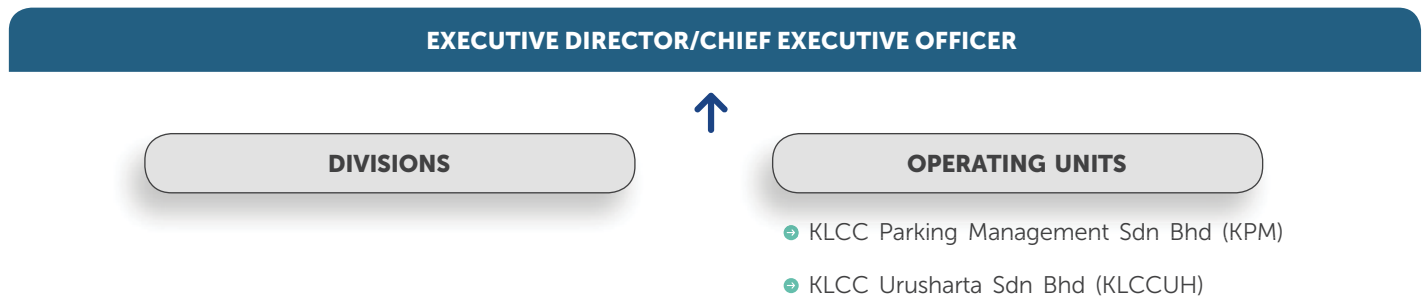 EXECUTIVE DIRECTOR/CHIEF EXECUTIVE OFFICER
DIVISIONS
OPERATING UNITS
KLCC Parking Management Sdn Bhd (KPM)
KLCC Urusharta Sdn Bhd (KLCCUH)